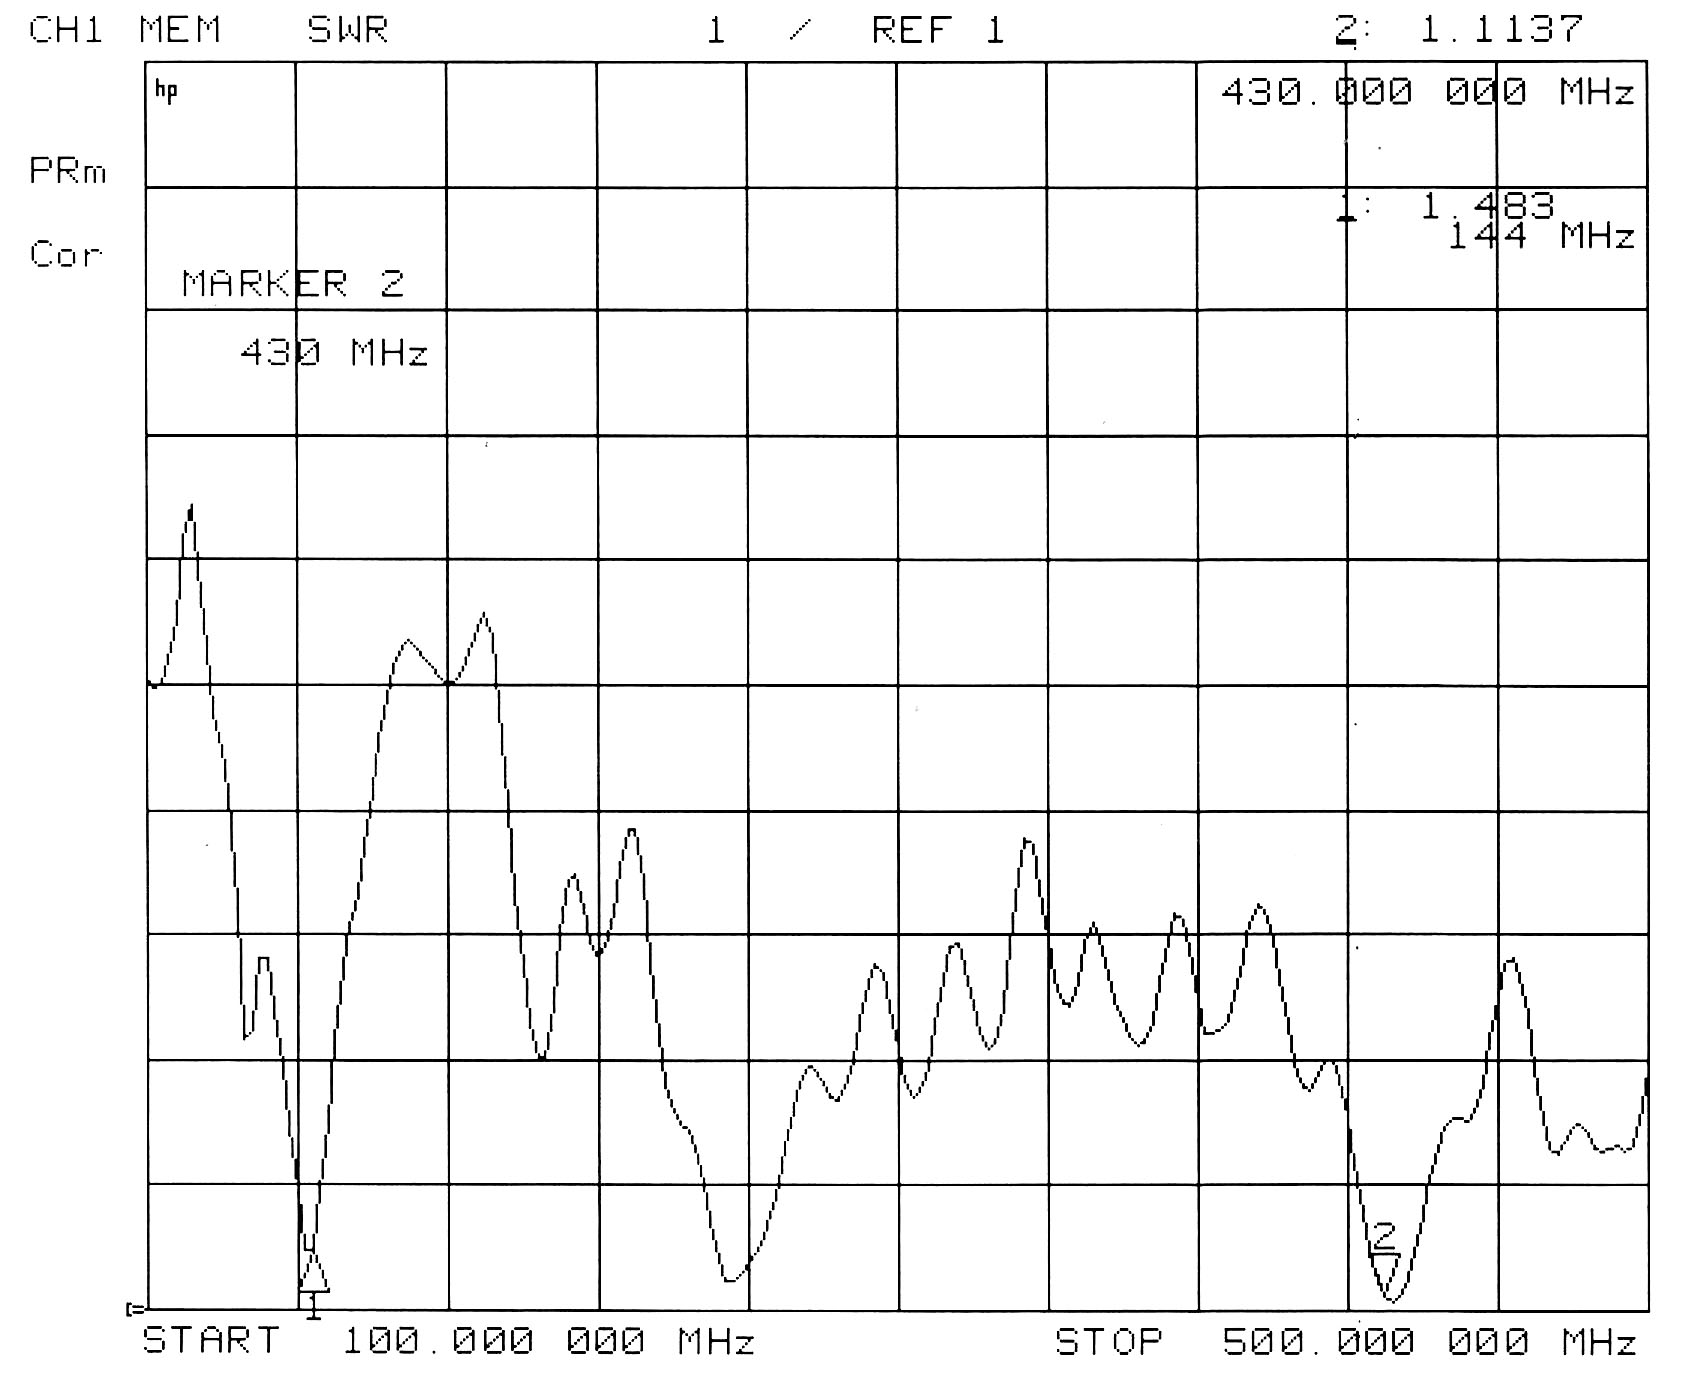 CH1 MEM SWR 1 / REF 1 2: 1.1137
hp
430.000 000 MHz
PRm
1: 1.483
144 MHz
Cor
MARKER 2
430 MHz
2
1
START 100.000 000 MHz STOP 500.000 000 MHz